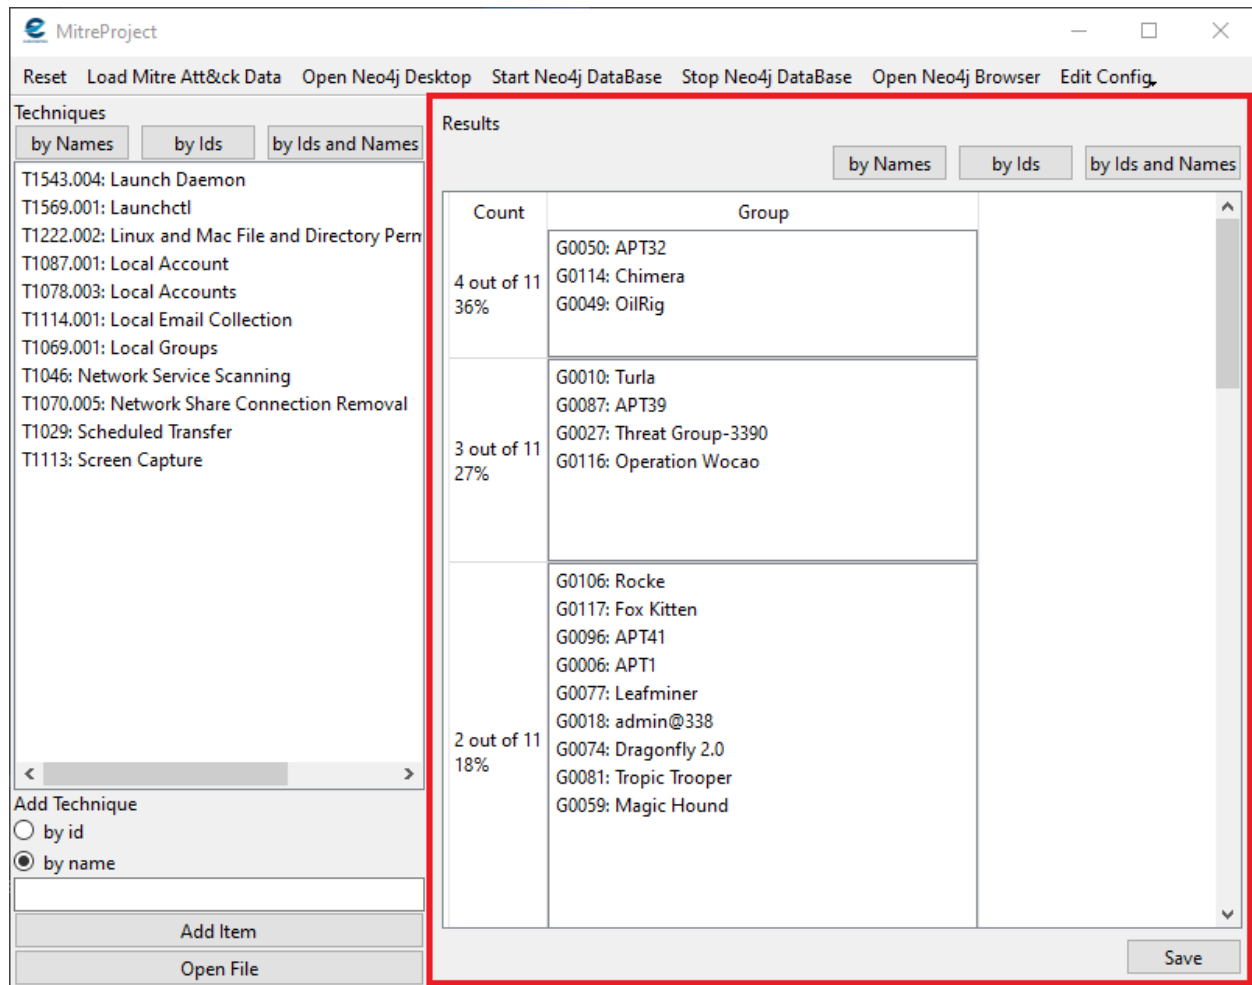 MitreProject
Reset Load Mitre Att&ck Data Open Neo4j Desktop Start Neo4j DataBase Stop Neo4j DataBase Open Neo4j Browser Edit Config
Techniques
by Names by Ids by Ids and Names
T1543.004: Launch Daemon
T1569.001: Launchctl
T1222.002: Linux and Mac File and Directory Perm
T1087.001: Local Account
T1078.003: Local Accounts
T1114.001: Local Email Collection
T1069.001: Local Groups
T1046: Network Service Scanning
T1070.005: Network Share Connection Removal
T1029: Scheduled Transfer
T1113: Screen Capture
Add Technique
by id
by name
Add Item
Open File
Results
by Names by Ids by Ids and Names
Count Group
4 out of 11
36%
G0050: APT32
G0114: Chimera
G0049: OilRig
3 out of 11
27%
G0010: Turla
G0087: APT39
G0027: Threat Group-3390
G0116: Operation Wocao
2 out of 11
18%
G0106: Rocke
G0117: Fox Kitten
G0096: APT41
G0006: APT1
G0077: Leafminer
G0018: admin@338
G0074: Dragonfly 2.0
G0081: Tropic Trooper
G0059: Magic Hound
Save